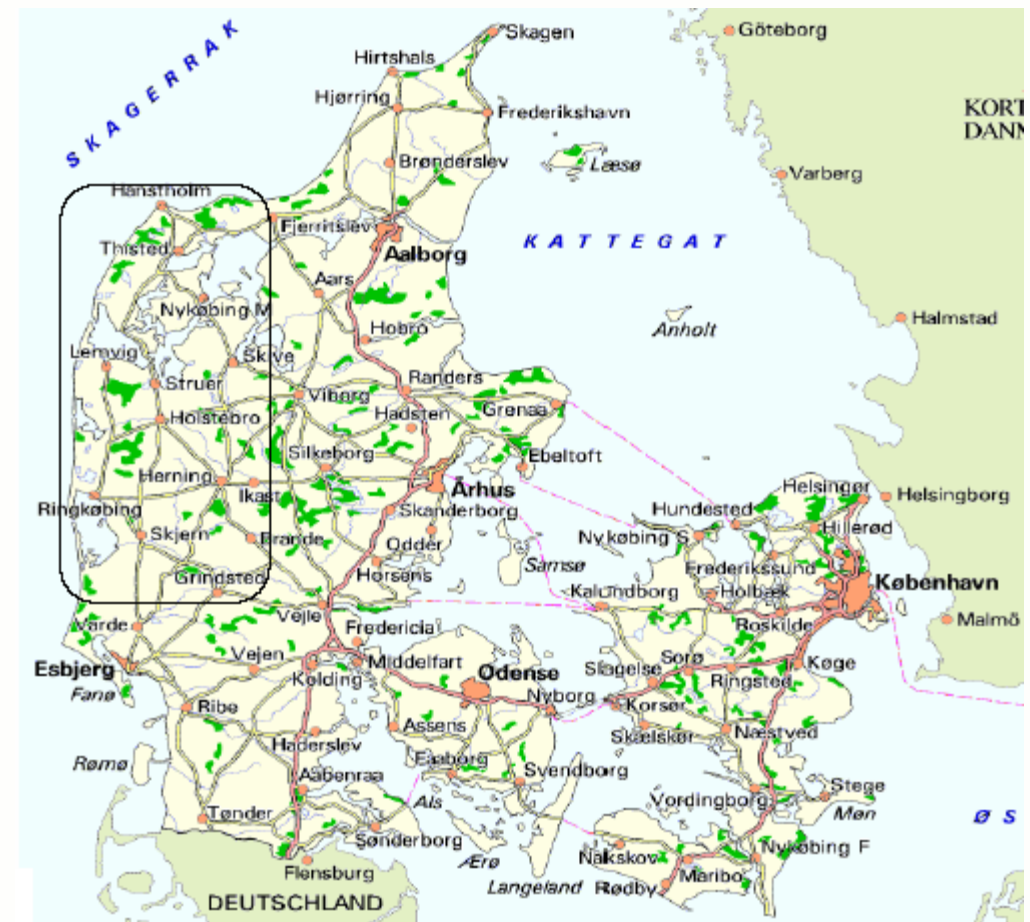 Skagen
Göteborg
Hirtshals
SKAGERRAK
Hjørring
Frederikshavn
KORT
DANM
Brønderslev
Læsø
Varberg
Hanstholm
Fjerritslev
KATTEGAT
Thisted
Aalborg
Aars
Nykøbing M
Anholt
Halmstad
Hobro
Lemvig
Skive
Struer
Randers
Viborg
Hadsten
Grenaa
Holstebro
Silkeborg
Ebeltoft
Herning
Ikast
Århus
Helsingør
Helsingborg
Ringkøbing
Skanderborg
Hundested
Hillerød
Skjern
Brande
Odder
Nykøbing S
Samsø
Frederikssund
Grindsted
Horsens
København
Kalundborg
Holbæk
Vejle
Roskilde
Malmö
Varde
Fredericia
Esbjerg
Vejen
Middelfart
Odense
Slagelse
Sorø
Køge
Kolding
Ringsted
Fanø
Nyborg
Ribe
Korsør
Assens
Næstved
Haderslev
Skælskør
Rømø
Faaborg
Svendborg
Aabenraa
Stege
Als
Vordingborg
Møn
Tønder
ØS
Sønderborg
Nykøbing F
Ærø
Nakskov
Flensburg
Maribo
Langeland
Rødby
DEUTSCHLAND